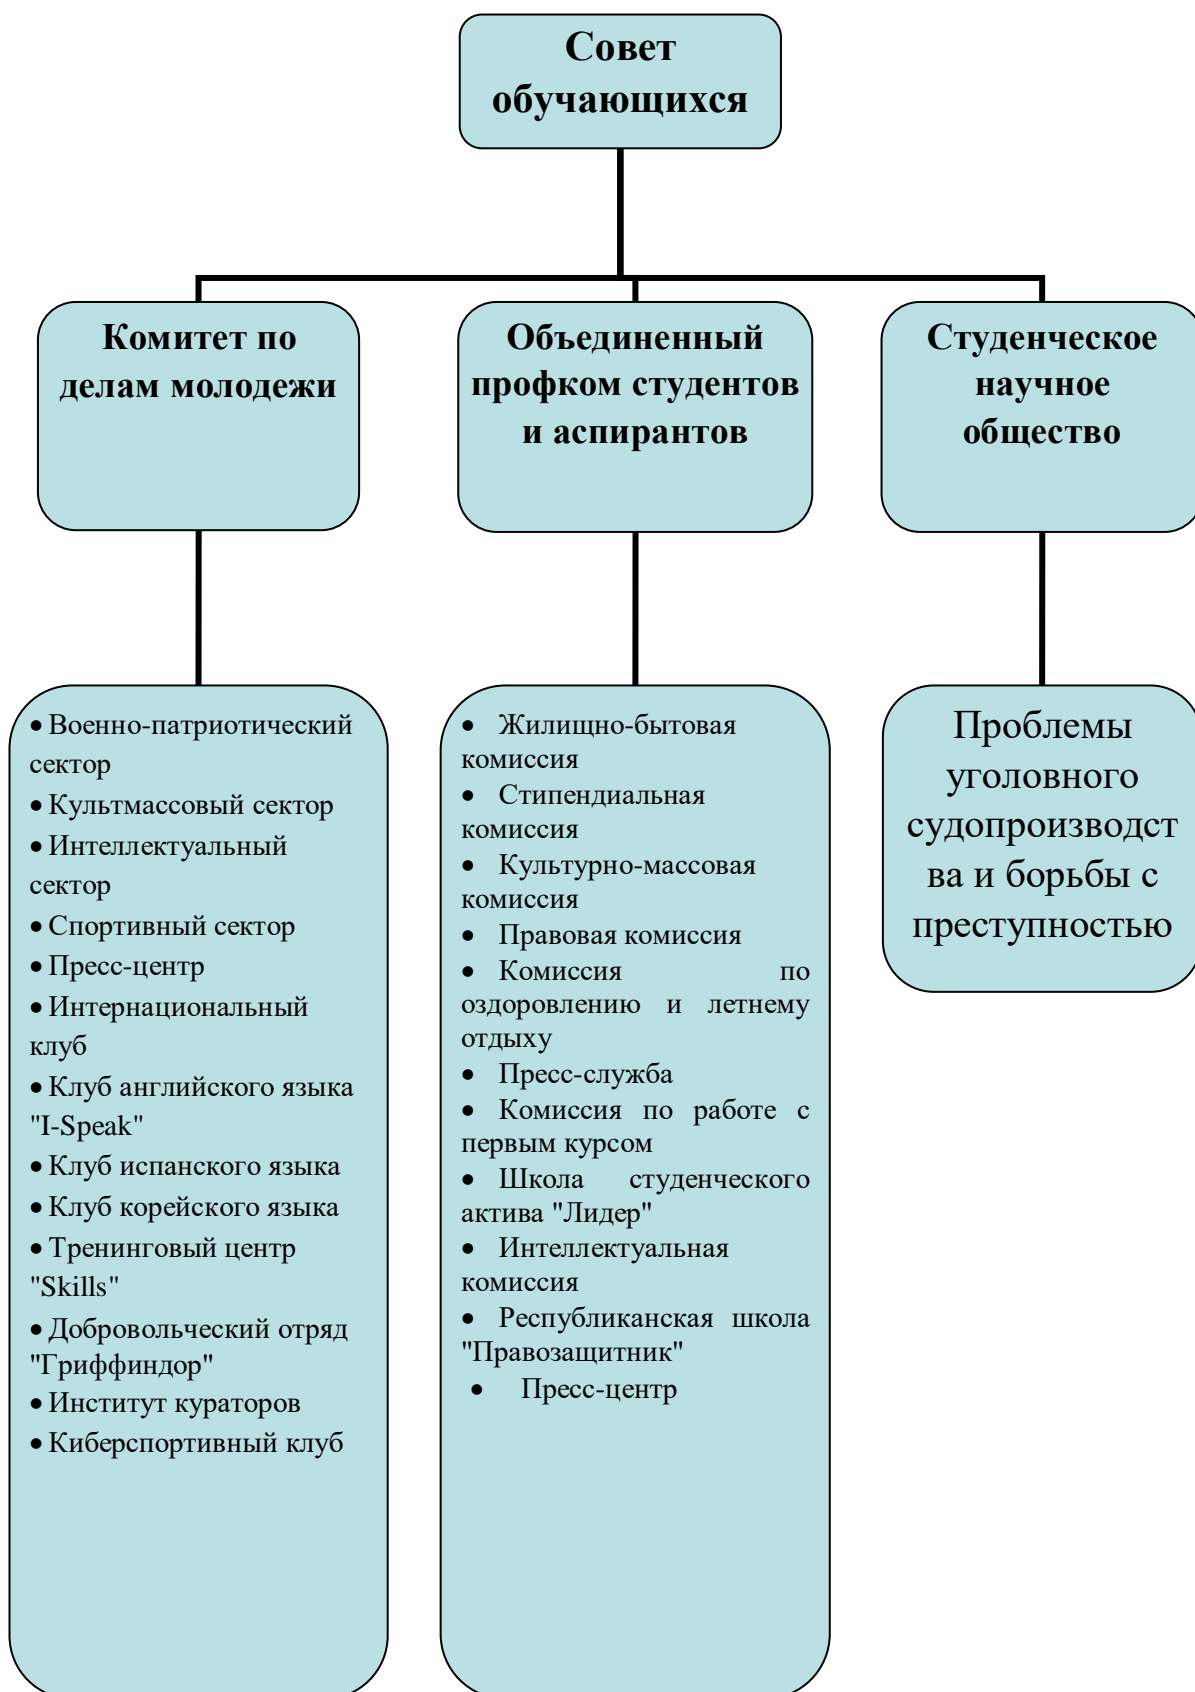 Совет
обучающихся
Комитет по
делам молодежи
Объединенный
профком студентов
и аспирантов
Студенческое
научное
общество
• Военно-патриотический
сектор
• Культмассовый сектор
• Интеллектуальный
сектор
• Спортивный сектор
• Пресс-центр
• Интернациональный
клуб
• Клуб английского языка
"I-Speak"
• Клуб испанского языка
• Клуб корейского языка
• Тренинговый центр
"Skills"
• Добровольческий отряд
"Гриффиндор"
• Институт кураторов
• Киберспортивный клуб
• Жилищно-бытовая
комиссия
• Стипендиальная
комиссия
• Культурно-массовая
комиссия
• Правовая комиссия
• Комиссия по
оздоровлению и летнему
отдыху
• Пресс-служба
• Комиссия по работе с
первым курсом
• Школа студенческого
актива "Лидер"
• Интеллектуальная
комиссия
• Республиканская школа
"Правозащитник"
• Пресс-центр
Проблемы
уголовного
судопроизводст
ва и борьбы с
преступностью